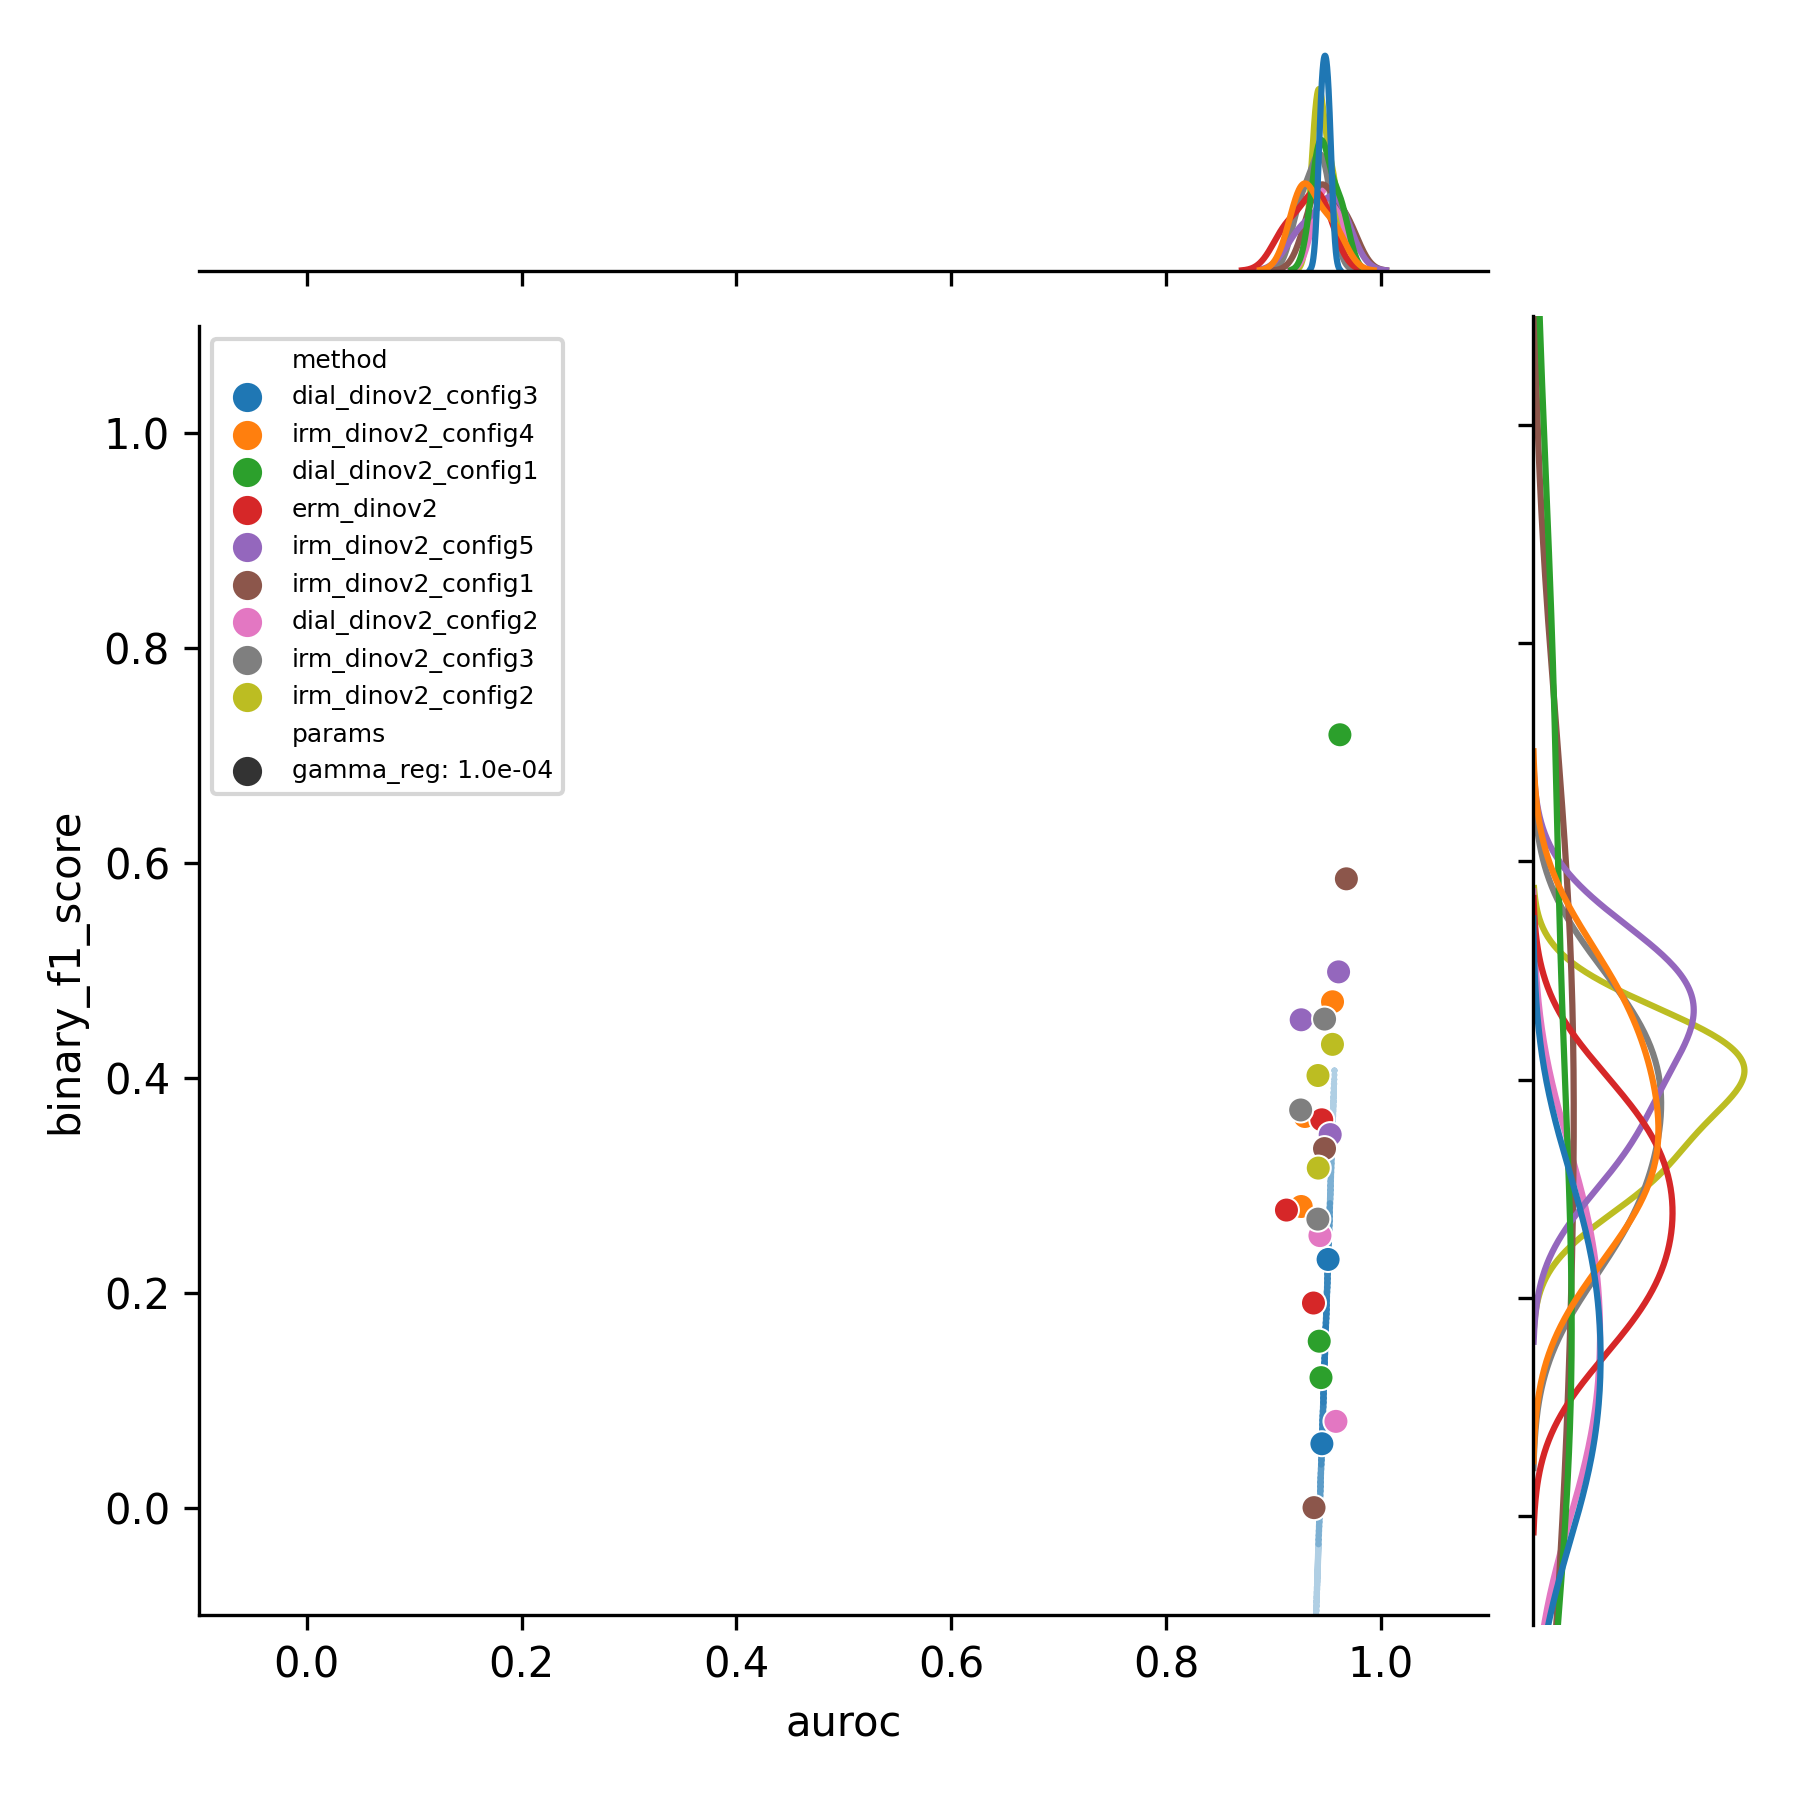 method
dial_dinov2_config3
irm_dinov2_config4
dial_dinov2_config1
erm_dinov2
irm_dinov2_config5
irm_dinov2_config1
dial_dinov2_config2
irm_dinov2_config3
irm_dinov2_config2
params
gamma_reg: 1.0e-04
1.0
0.8
0.6
0.4
0.2
0.0
binary_f1_score
0.0 0.2 0.4 0.6 0.8 1.0
auroc